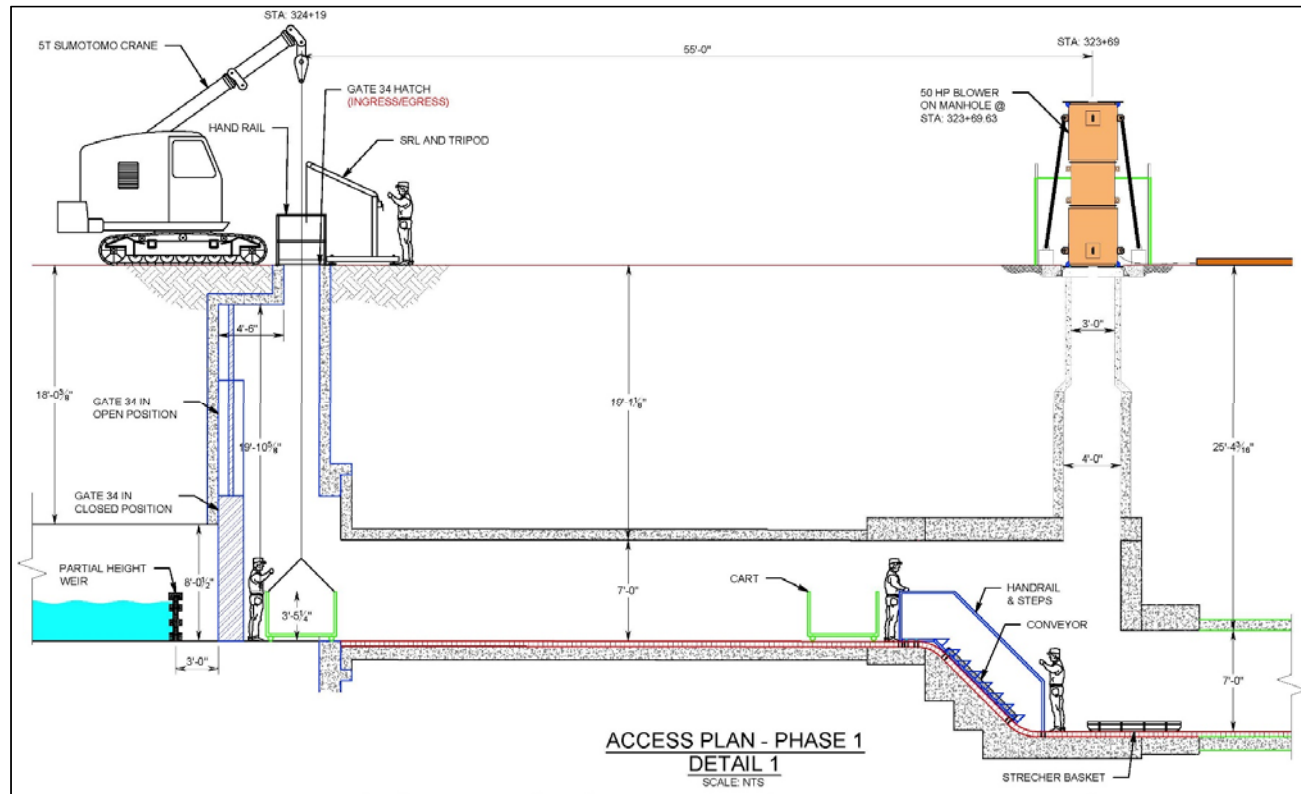 STA: 324+19
STA: 323+69
5T SUMOTOMO CRANE
55'-0"
GATE 34 HATCH
(INGRESS/EGRESS)
50 HP BLOWER
ON MANHOLE @
STA: 323+69.63
HAND RAIL
SRL AND TRIPOD
4'-6"
3'-0"
18'-0⅝"
GATE 34 IN
OPEN POSITION
19'-10⅝"
25'-4³⁄₁₆"
4'-0"
GATE 34 IN
CLOSED POSITION
PARTIAL HEIGHT
WEIR
8'-0½"
7'-0"
CART
3'-5¼"
HANDRAIL
& STEPS
CONVEYOR
3'-0"
7'-0"
ACCESS PLAN - PHASE 1
DETAIL 1
SCALE: NTS
STRECHER BASKET